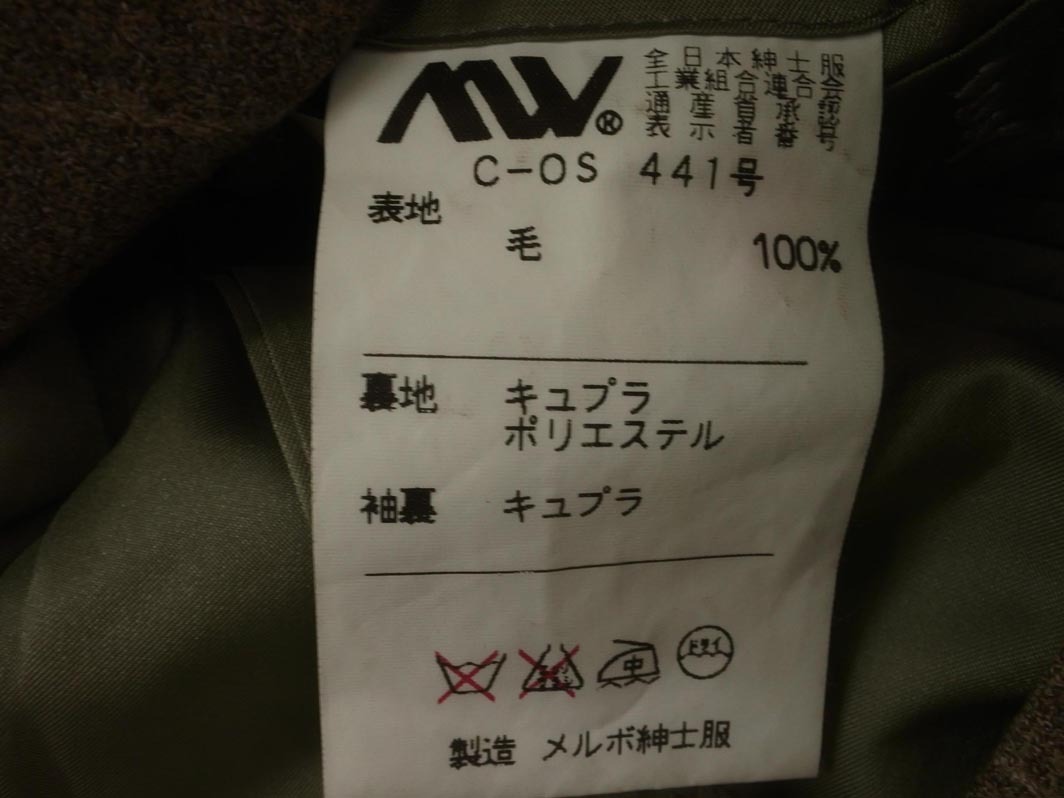 MW®
全日本紳士服
工業組合連合会
通産省承認
表示者番号
C-OS 441号
表地
毛 100%
裏地 キュプラ
ポリエステル
袖裏 キュプラ
中 ドライ
製造 メルボ紳士服